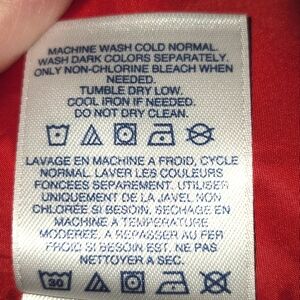 MACHINE WASH COLD NORMAL.
WASH DARK COLORS SEPARATELY.
ONLY NON-CHLORINE BLEACH WHEN
NEEDED.
TUMBLE DRY LOW.
COOL IRON IF NEEDED.
DO NOT DRY CLEAN.
LAVAGE EN MACHINE A FROID, CYCLE
NORMAL. LAVER LES COULEURS
FONCEES SEPAREMENT. UTILISER
UNIQUEMENT DE LA JAVEL NON
CHLORÉE SI BESOIN. SECHAGE EN
MACHINE A TEMPERATURE
MODEREE. A REPASSER AU FER
FROID SI BESOIN EST. NE PAS
NETTOYER A SEC.
30